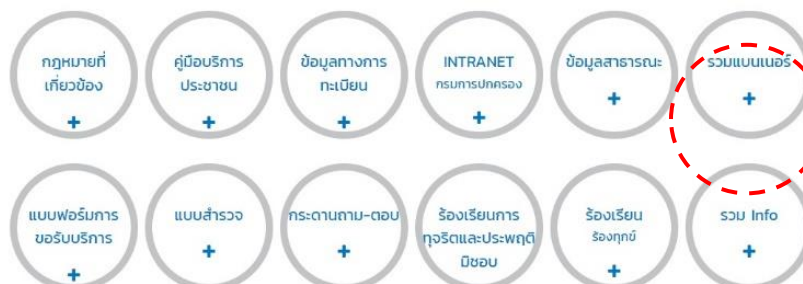 กฎหมายที่
เกี่ยวข้อง
+
คู่มือบริการ
ประชาชน
+
ข้อมูลทางการ
ทะเบียน
+
INTRANET
กรมการปกครอง
+
ข้อมูลสาธารณะ
+
รวมแบนเนอร์
+
แบบฟอร์มการ
ขอรับบริการ
+
แบบสำรวจ
+
กระดานถาม-ตอบ
+
ร้องเรียนการ
ทุจริตและประพฤติ
มิชอบ
ร้องเรียน
ร้องทุกข์
+
รวม Info
+